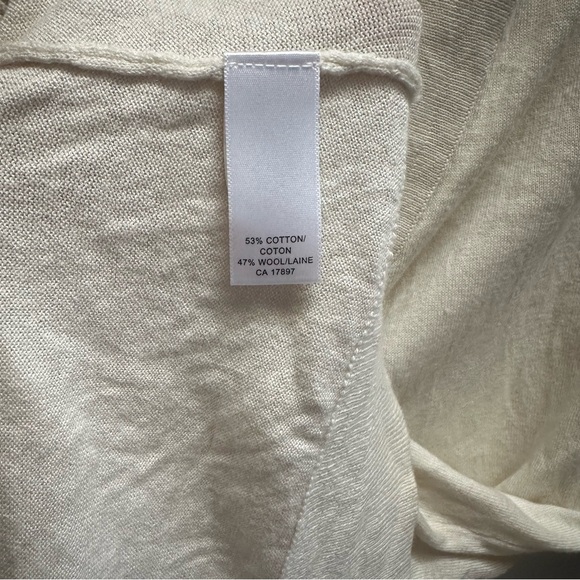 53% COTTON/
COTON
47% WOOL/LAINE
CA 17897